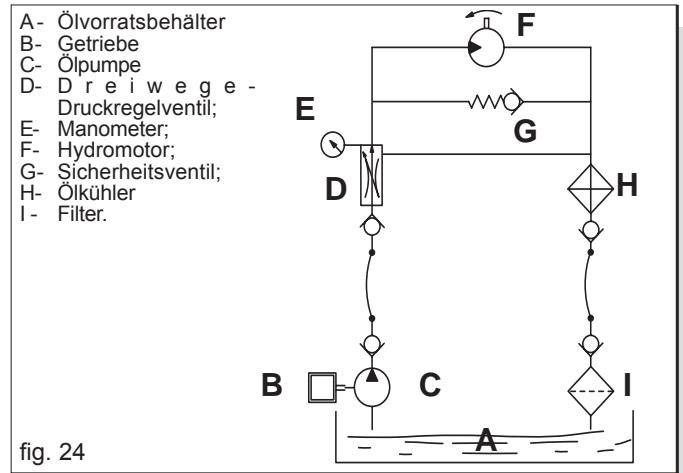 A - Ölvorratsbehälter
B- Getriebe
C- Ölpumpe
D- D r e i w e g e -
Druckregelventil;
E- Manometer;
F- Hydromotor;
G- Sicherheitsventil;
H- Ölkühler
I - Filter.
F
E
G
D
H
B
C
I
A
fig. 24